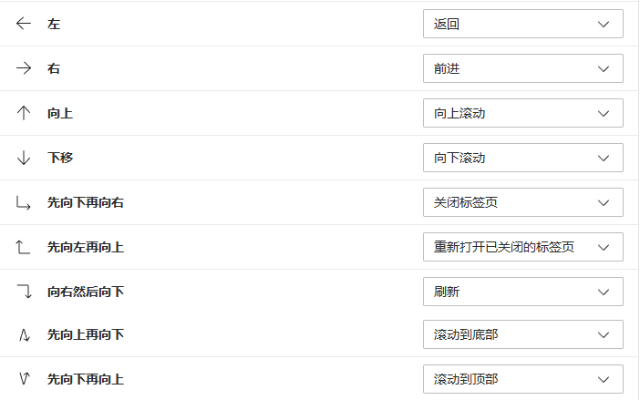 左 返回
右 前进
向上 向上滚动
下移 向下滚动
先向下再向右 关闭标签页
先向左再向上 重新打开已关闭的标签页
向右然后向下 刷新
先向上再向下 滚动到底部
先向下再向上 滚动到顶部